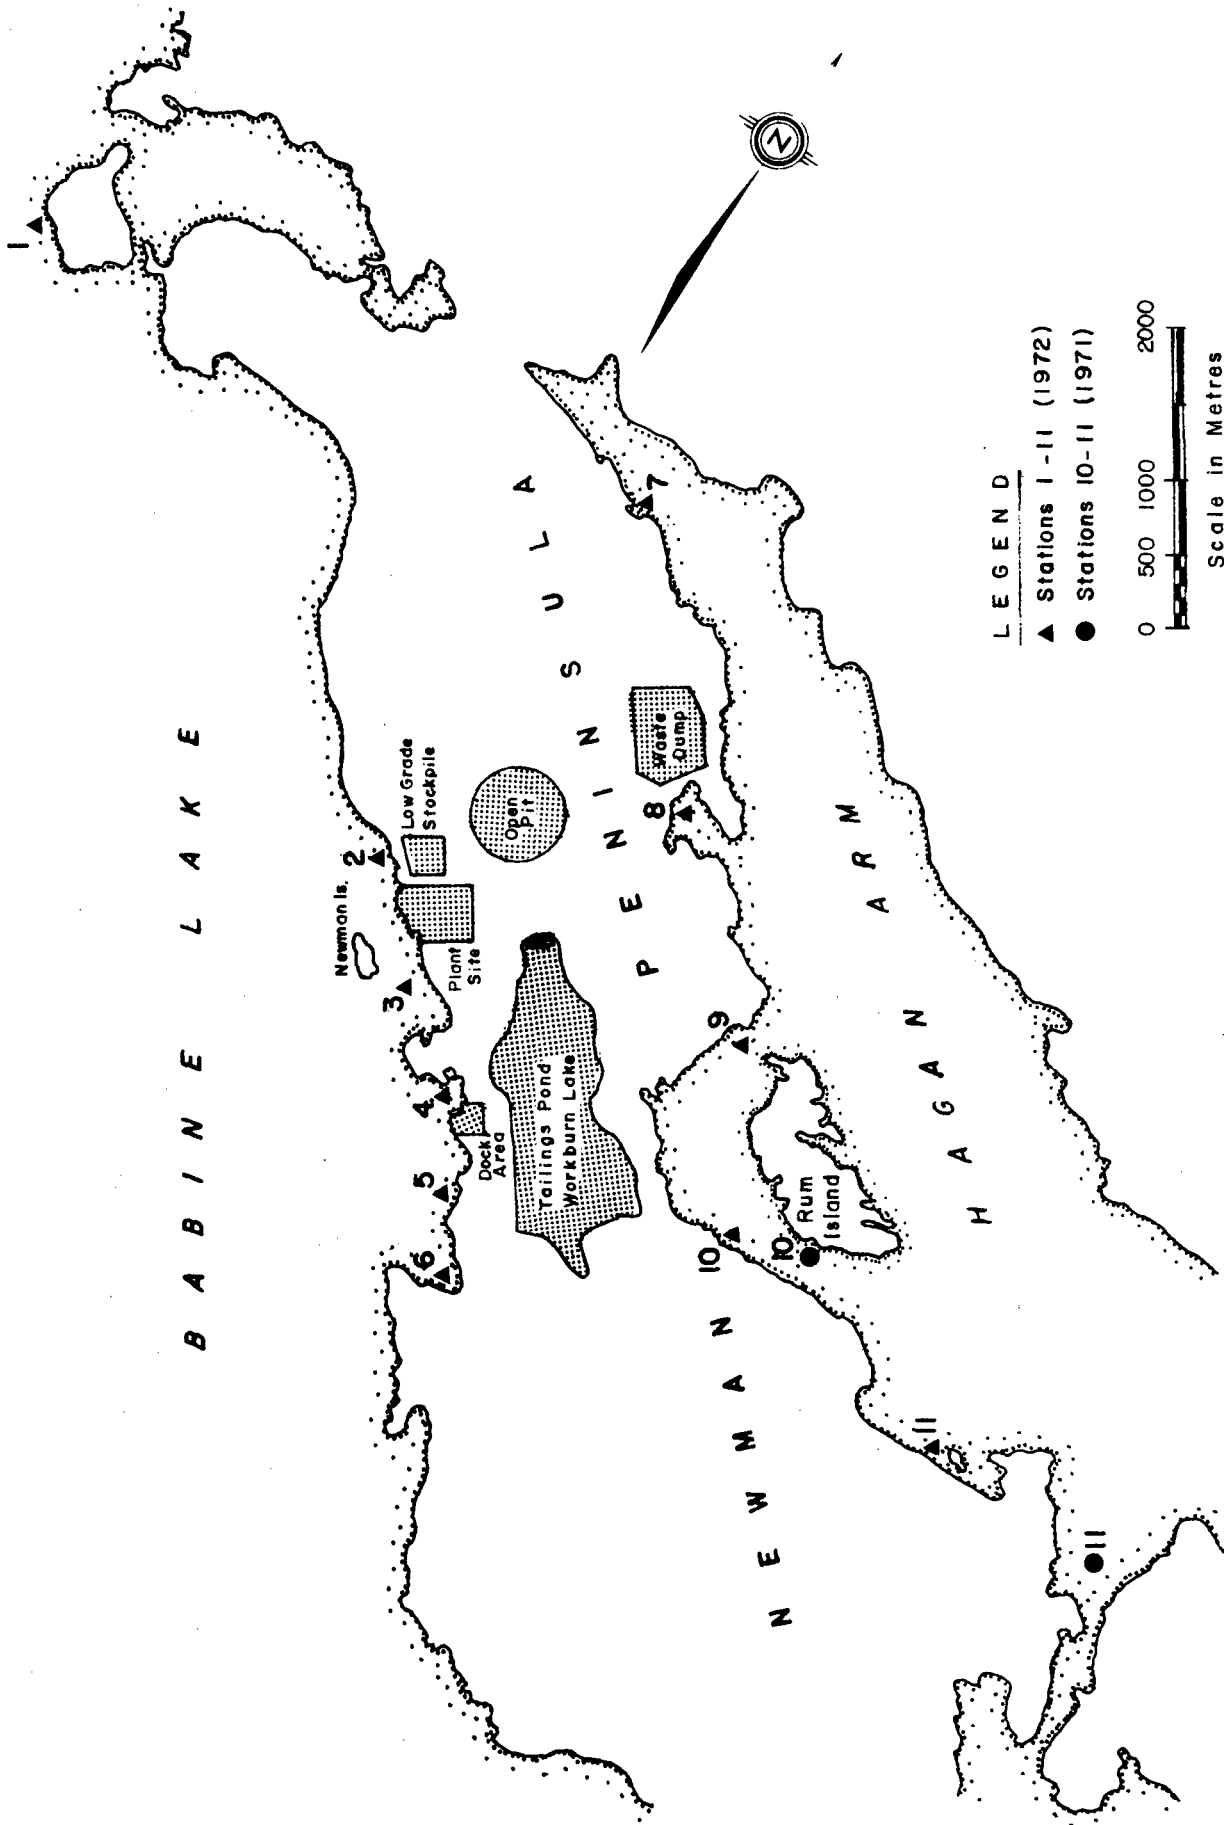 BABINE LAKE
1
2
3
4
5
6
Newman Is.
Low Grade
Stockpile
Plant
Site
Dock
Area
Open
Pit
Tailings Pond
Workburn Lake
Waste
Dump
7
8
9
10
10
11
11
Rum
Island
NEWMAN PENINSULA
HAGAN ARM
N
LEGEND
▲ Stations 1-11 (1972)
● Stations 10-11 (1971)
0 500 1000 2000
Scale in Metres